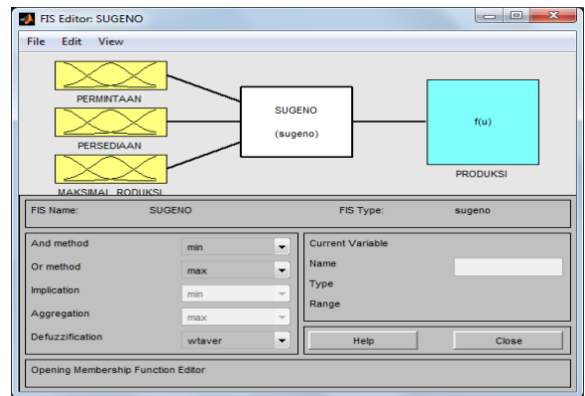 FIS Editor: SUGENO
File Edit View
PERMINTAAN
PERSEDIAAN
MAKSIMAL RODUKSI
SUGENO
(sugeno)
f(u)
PRODUKSI
FIS Name: SUGENO FIS Type: sugeno
And method min
Or method max
Implication min
Aggregation max
Defuzzification wtaver
Current Variable
Name
Type
Range
Help Close
Opening Membership Function Editor